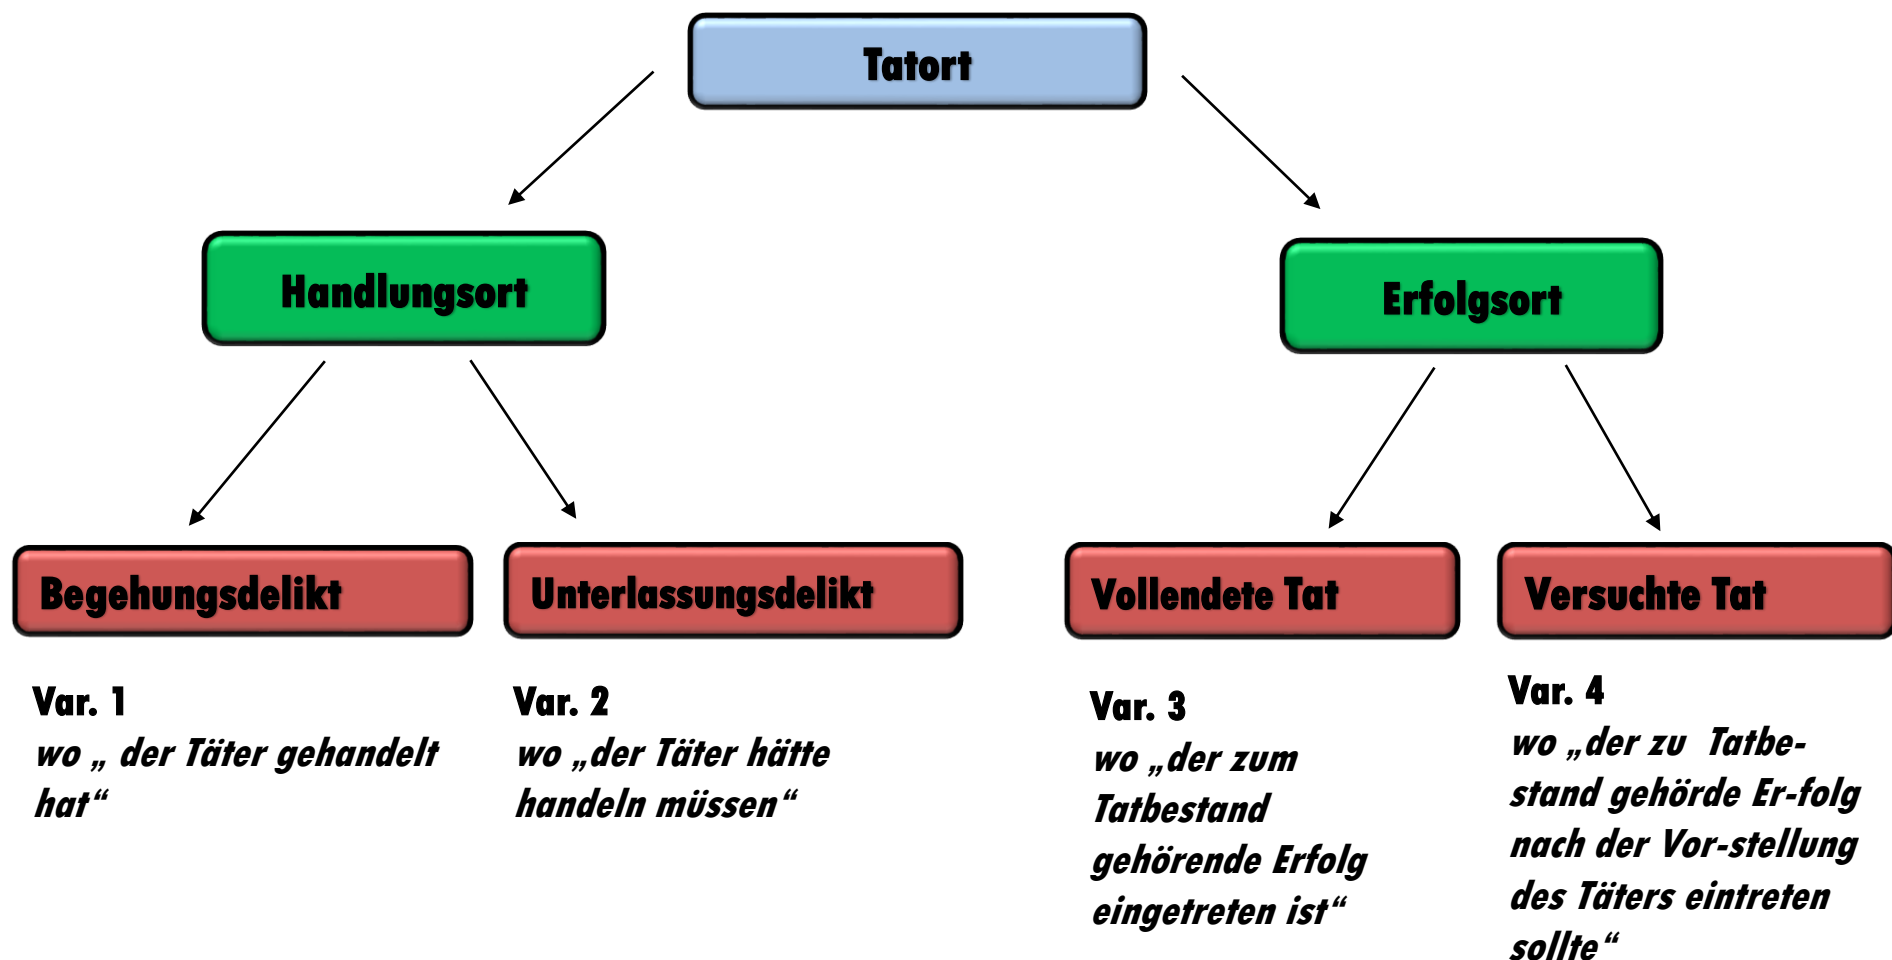 Tatort
Handlungsort
Erfolgsort
Begehungsdelikt
Unterlassungsdelikt
Vollendete Tat
Versuchte Tat
Var. 1
wo „ der Täter gehandelt
hat“
Var. 2
wo „der Täter hätte
handeln müssen“
Var. 3
wo „der zum
Tatbestand
gehörende Erfolg
eingetreten ist“
Var. 4
wo „der zu  Tatbe-
stand gehörde Er-folg
nach der Vor-stellung
des Täters eintreten
sollte“